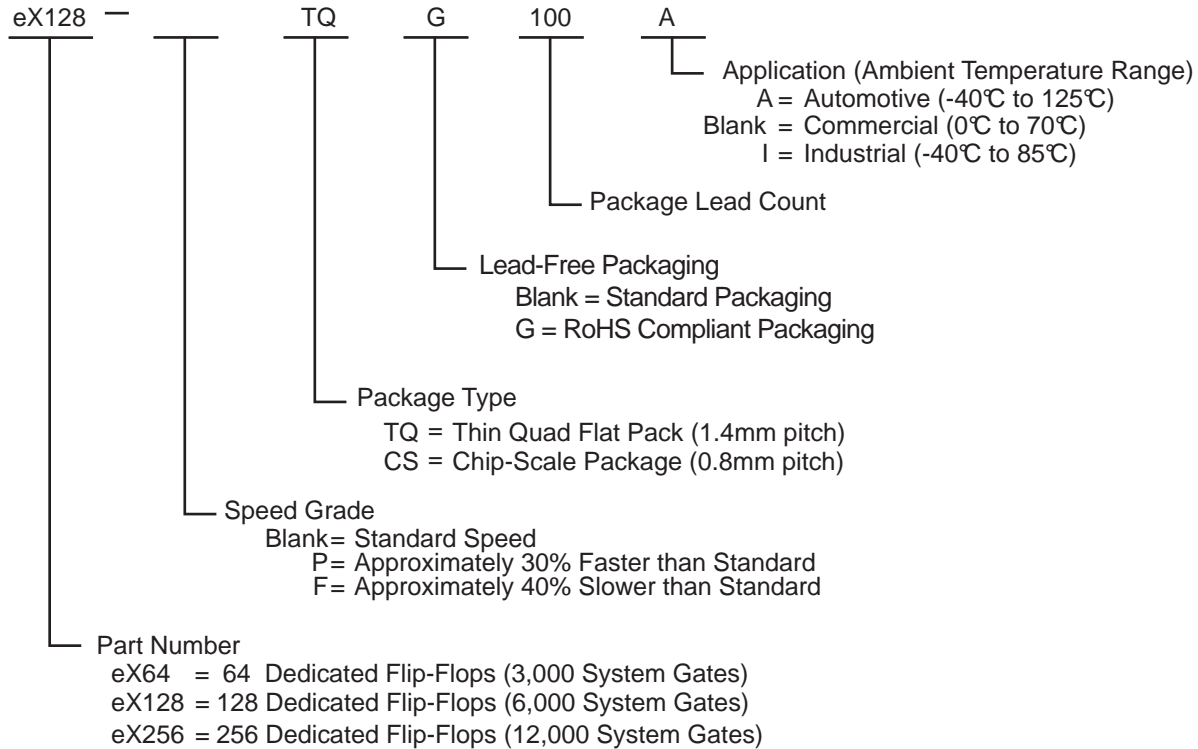 eX128 — TQ G 100 A
Application (Ambient Temperature Range)
A = Automotive (-40°C to 125°C)
Blank = Commercial (0°C to 70°C)
I = Industrial (-40°C to 85°C)
Package Lead Count
Lead-Free Packaging
Blank = Standard Packaging
G = RoHS Compliant Packaging
Package Type
TQ = Thin Quad Flat Pack (1.4mm pitch)
CS = Chip-Scale Package (0.8mm pitch)
Speed Grade
Blank= Standard Speed
P= Approximately 30% Faster than Standard
F= Approximately 40% Slower than Standard
Part Number
eX64 = 64 Dedicated Flip-Flops (3,000 System Gates)
eX128 = 128 Dedicated Flip-Flops (6,000 System Gates)
eX256 = 256 Dedicated Flip-Flops (12,000 System Gates)